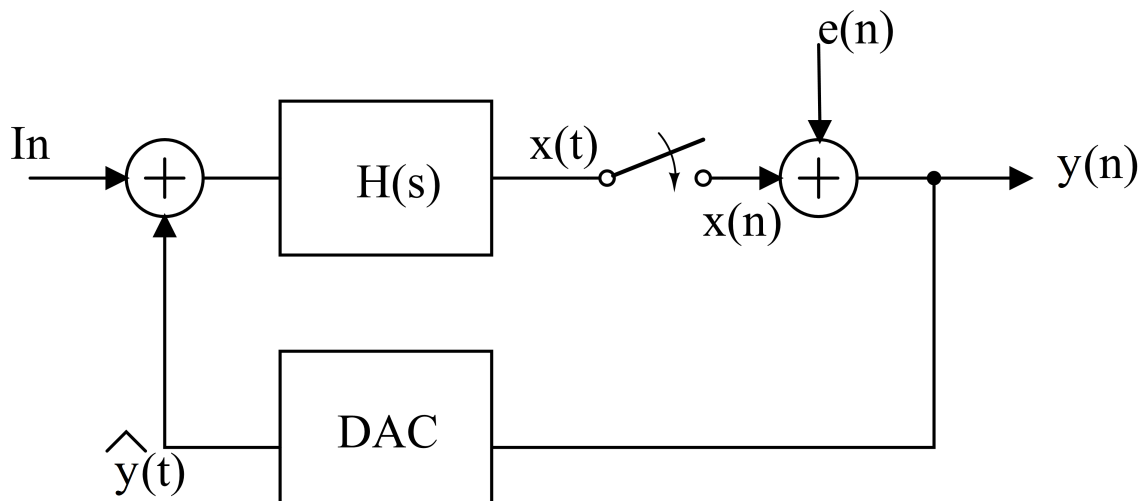 e(n)
In
H(s)
x(t)
x(n)
y(n)
DAC
ŷ(t)